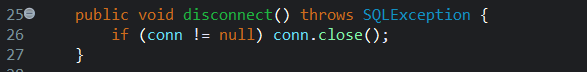 25 public void disconnect() throws SQLException {
26 if (conn != null) conn.close();
27 }